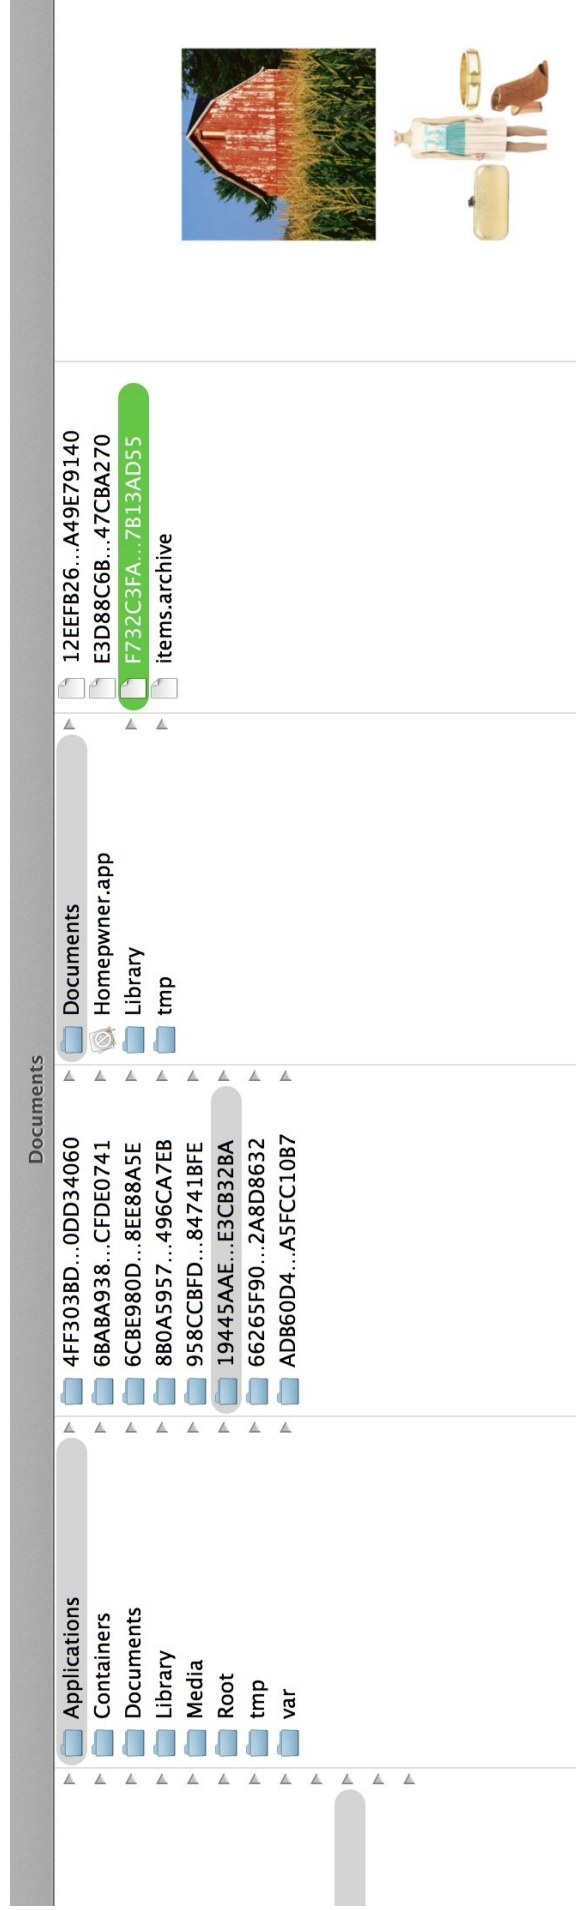 Documents
Applications
Containers
Documents
Library
Media
Root
tmp
var
4FF303BD...0DD34060
6BABA938...CFDE0741
6CBE980D...8EE88A5E
8B0A5957...496CA7EB
958CCBFD...84741BFE
19445AAE...E3CB32BA
66265F90...2A8D8632
ADB60D4...A5FCC10B7
Documents
Homepwner.app
Library
tmp
12EEFB26...A49E79140
E3D88C6B...47CBA270
F732C3FA...7B13AD55
items.archive